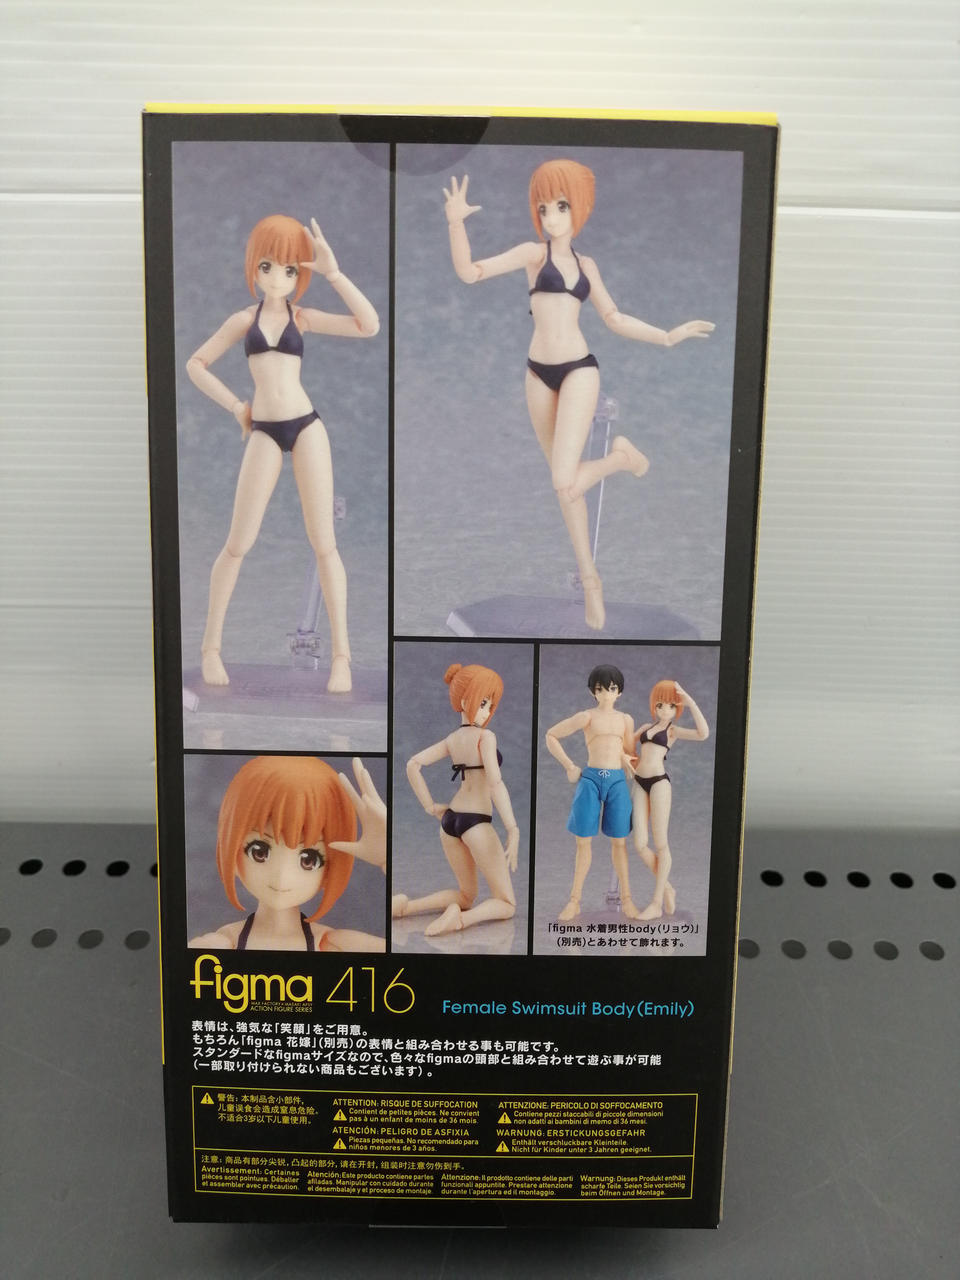 「figma 水着男性body(リョウ)」
(別売)とあわせて飾れます。
figma 416
MAX FACTORY × MASAKI APSY
ACTION FIGURE SERIES
Female Swimsuit Body(Emily)
表情は、強気な「笑顔」をご用意。
もちろん「figma 花嫁」(別売)の表情と組み合わせる事も可能です。
スタンダードなfigmaサイズなので、色々なfigmaの頭部と組み合わせて遊ぶ事が可能
(一部取り付けられない商品もございます)。
警告: 本制品含小部件,
儿童误食会造成窒息危险。
不适合3岁以下儿童使用。
ATTENTION: RISQUE DE SUFFOCATION
Contient de petites pièces. Ne convient
pas à un enfant de moins de 36 mois.
ATENCIÓN: PELIGRO DE ASFIXIA
Piezas pequeñas. No recomendado para
niños menores de 3 años.
ATTENZIONE: PERICOLO DI SOFFOCAMENTO
Contiene pezzi staccabili di piccole dimensioni
non adatti ai bambini di memo di 36 mesi.
WARNUNG: ERSTICKUNGSGEFAHR
Enthält verschluckbare Kleinteile.
Nicht für Kinder unter 3 Jahren geeignet.
注意: 商品有部分尖锐, 凸起的部分, 请在开封, 组装时注意勿伤到手。
Avertissement: Certaines
pièces sont pointues. Déballer
et assembler avec précaution.
Atención: Este producto contiene partes
afiladas. Manipular con cuidado durante
el desembalaje y el proceso de montaje.
Attenzione: Il prodotto contiene delle parti
funzionali appuntite. Prestare attenzione
durante l'apertura ed il montaggio.
Warnung: Dieses Produkt enthält
scharfe Teile. Seien Sie vorsichtig
beim Öffnen und Montage.